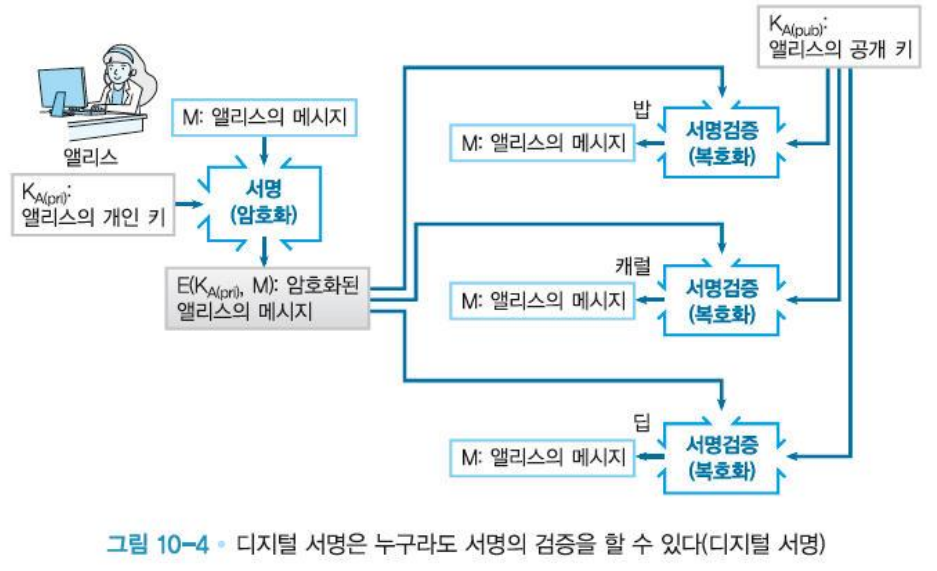 K_A(pub):
앨리스의 공개 키
앨리스
M: 앨리스의 메시지
K_A(pri):
앨리스의 개인 키
서명
(암호화)
E(K_A(pri), M): 암호화된
앨리스의 메시지
밥
M: 앨리스의 메시지
서명검증
(복호화)
캐럴
M: 앨리스의 메시지
서명검증
(복호화)
딥
M: 앨리스의 메시지
서명검증
(복호화)
그림 10-4 • 디지털 서명은 누구라도 서명의 검증을 할 수 있다(디지털 서명)